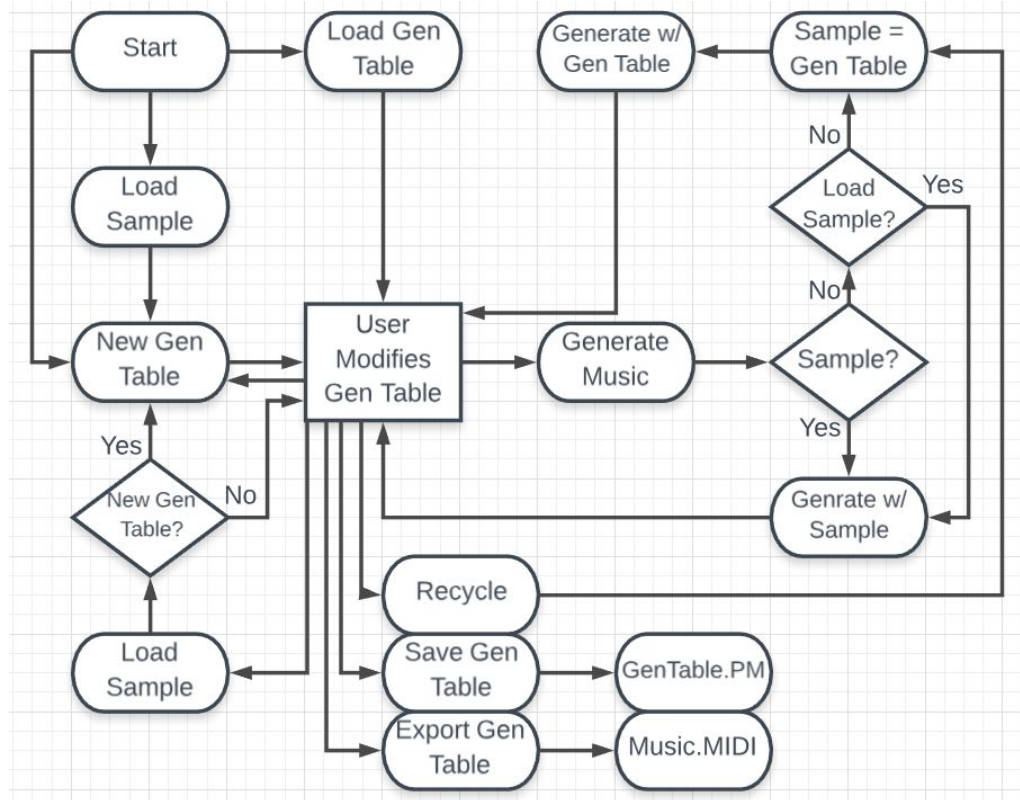 Start
Load Gen
Table
Generate w/
Gen Table
Sample =
Gen Table
No
Load
Sample
Load
Sample?
Yes
No
New Gen
Table
User
Modifies
Gen Table
Generate
Music
Sample?
Yes
Yes
New Gen
Table?
No
Genrate w/
Sample
Recycle
Load
Sample
Save Gen
Table
GenTable.PM
Export Gen
Table
Music.MIDI